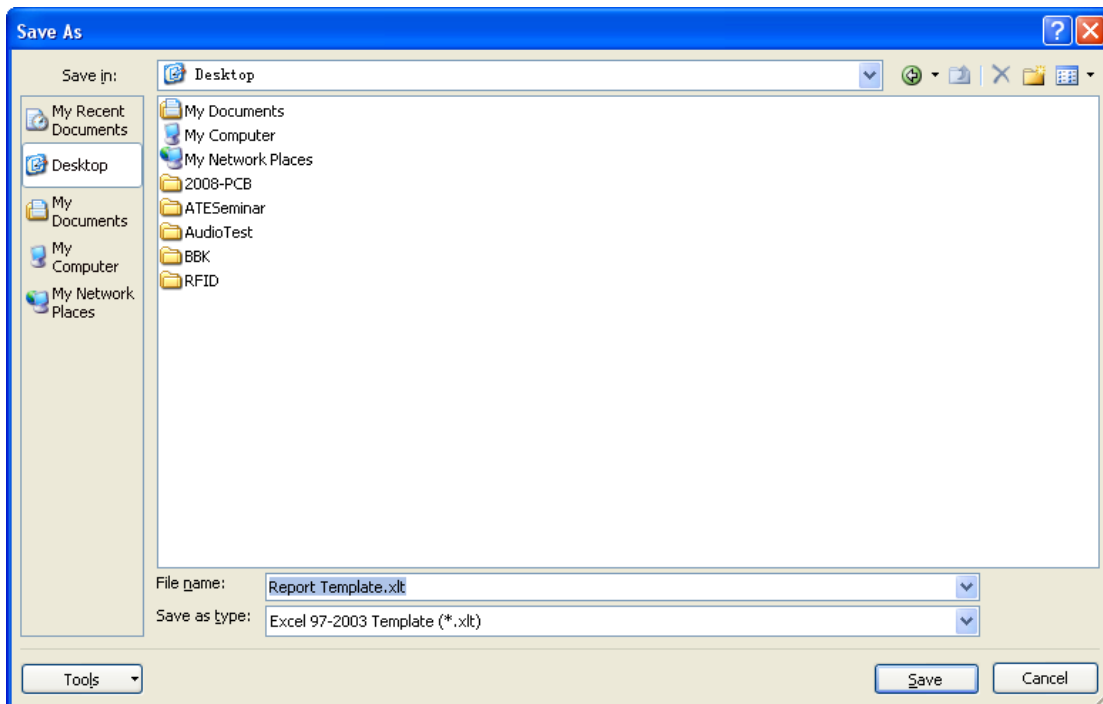 Save As
Save in:
Desktop
My Recent
Documents
Desktop
My
Documents
My
Computer
My Network
Places
My Documents
My Computer
My Network Places
2008-PCB
ATESeminar
AudioTest
BBK
RFID
File name:
Report Template.xlt
Save as type:
Excel 97-2003 Template (*.xlt)
Tools
Save
Cancel